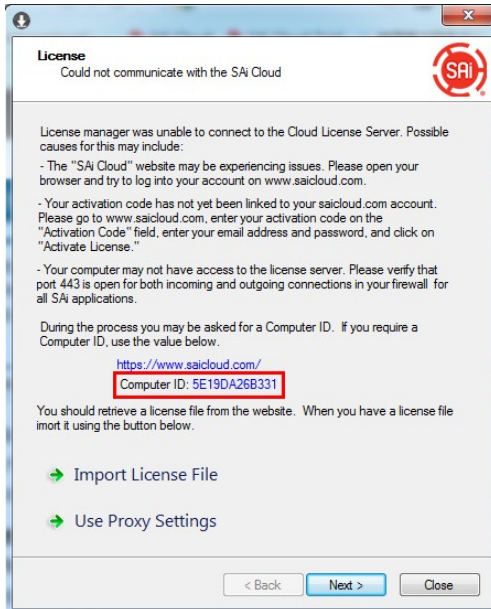 License
Could not communicate with the SAi Cloud
SAi
License manager was unable to connect to the Cloud License Server. Possible
causes for this may include:
- The "SAi Cloud" website may be experiencing issues. Please open your
browser and try to log into your account on www.saicloud.com.
- Your activation code has not yet been linked to your saicloud.com account.
Please go to www.saicloud.com, enter your activation code on the
"Activation Code" field, enter your email address and password, and click on
"Activate License."
- Your computer may not have access to the license server. Please verify that
port 443 is open for both incoming and outgoing connections in your firewall for
all SAi applications.
During the process you may be asked for a Computer ID. If you require a
Computer ID, use the value below.
https://www.saicloud.com/
Computer ID: 5E19DA26B331
You should retrieve a license file from the website. When you have a license file
imort it using the button below.
Import License File
Use Proxy Settings
< Back
Next >
Close